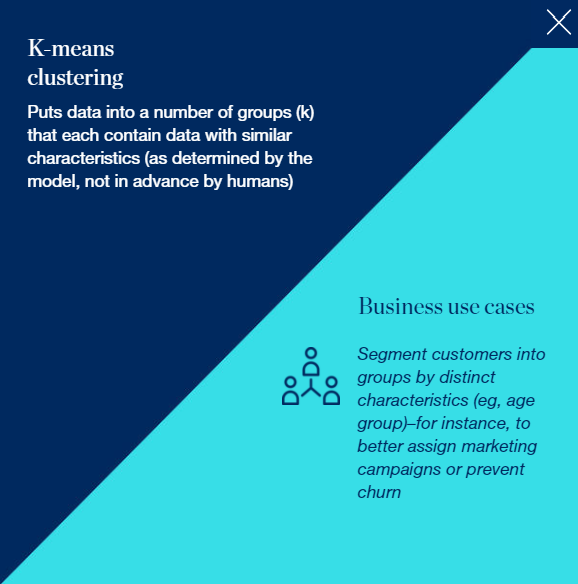 K-means
clustering
Puts data into a number of groups (k)
that each contain data with similar
characteristics (as determined by the
model, not in advance by humans)
Business use cases
Segment customers into
groups by distinct
characteristics (eg, age
group)–for instance, to
better assign marketing
campaigns or prevent
churn